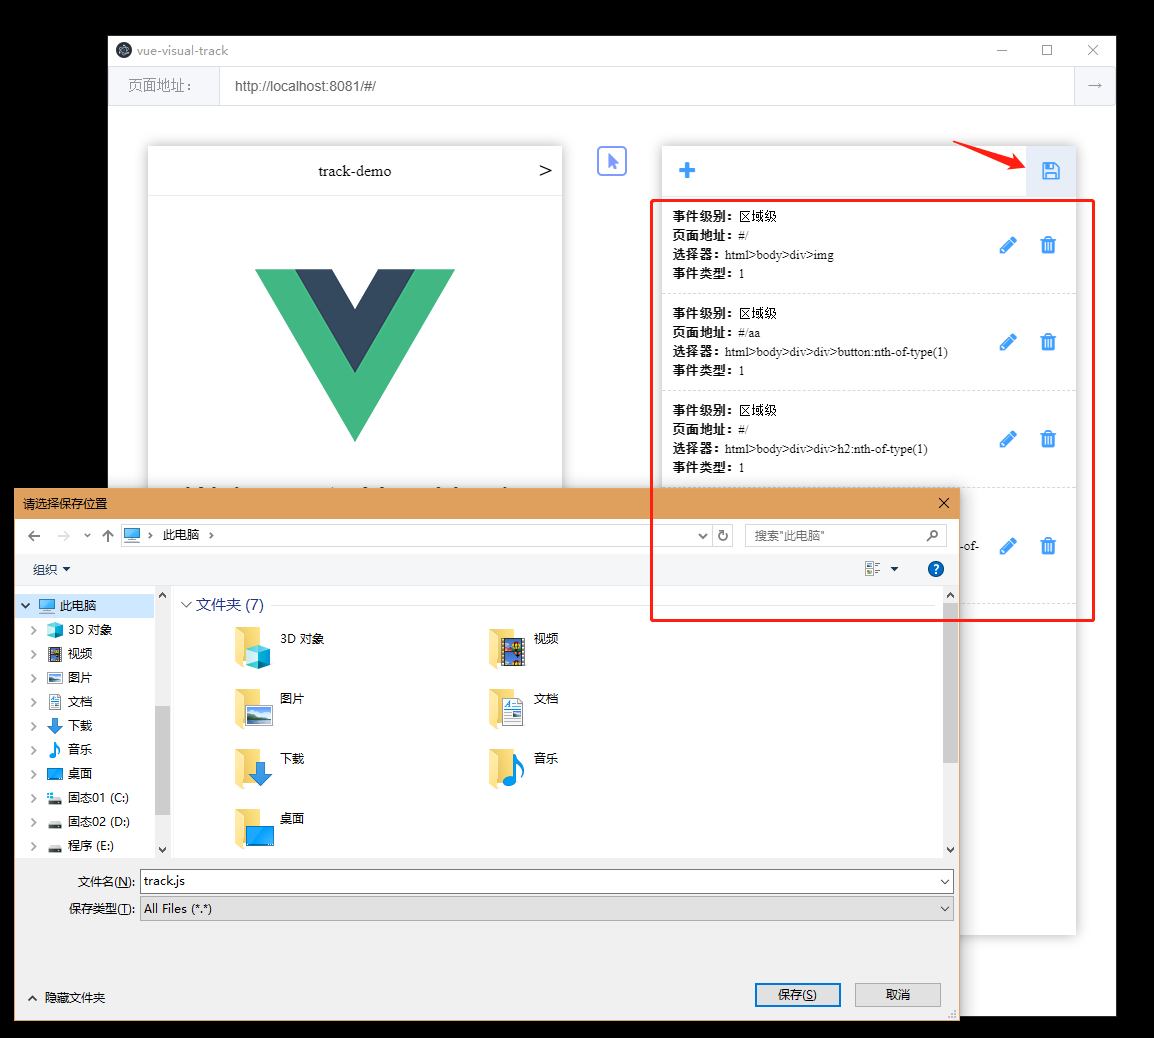 vue-visual-track
页面地址：
http://localhost:8081/#/
→
track-demo
>
事件级别：区域级
页面地址：#/
选择器：html>body>div>img
事件类型：1
事件级别：区域级
页面地址：#/aa
选择器：html>body>div>div>button:nth-of-type(1)
事件类型：1
事件级别：区域级
页面地址：#/
选择器：html>body>div>div>h2:nth-of-type(1)
事件类型：1
-of-
请选择保存位置
此电脑
搜索"此电脑"
组织
此电脑
3D 对象
视频
图片
文档
下载
音乐
桌面
固态01 (C:)
固态02 (D:)
程序 (E:)
文件夹 (7)
3D 对象
视频
图片
文档
下载
音乐
桌面
文件名(N):
track.js
保存类型(T):
All Files (*.*)
隐藏文件夹
保存(S)
取消